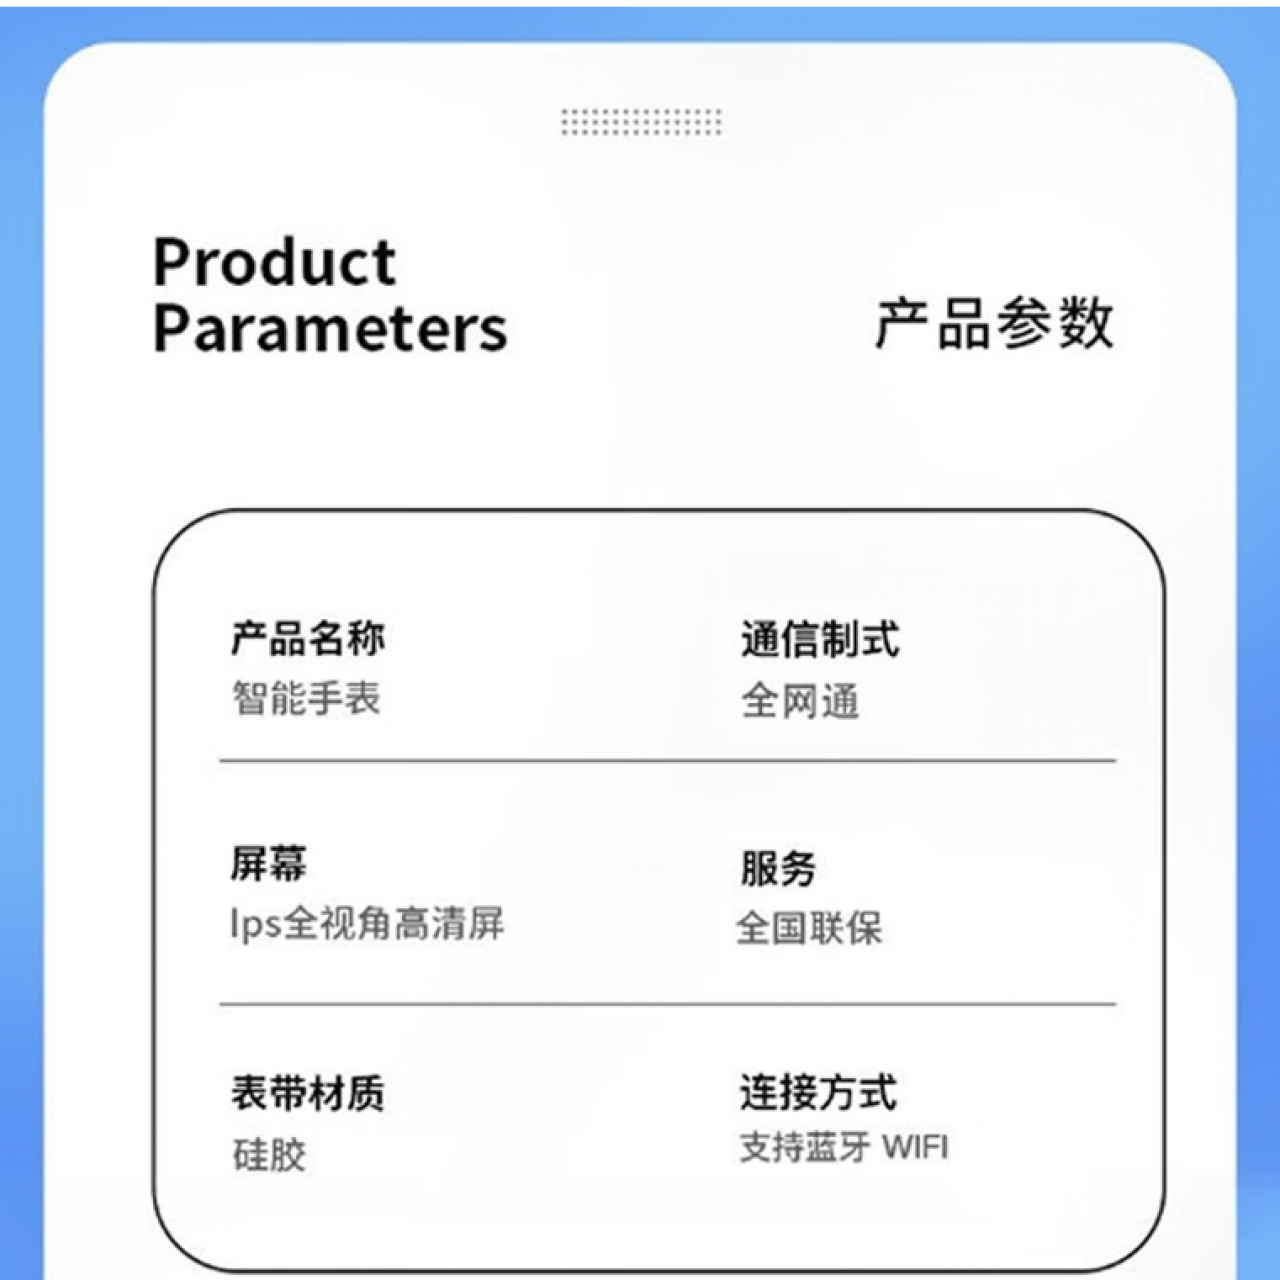 Product
Parameters
产品参数
产品名称
智能手表
通信制式
全网通
屏幕
Ips全视角高清屏
服务
全国联保
表带材质
硅胶
连接方式
支持蓝牙 WIFI